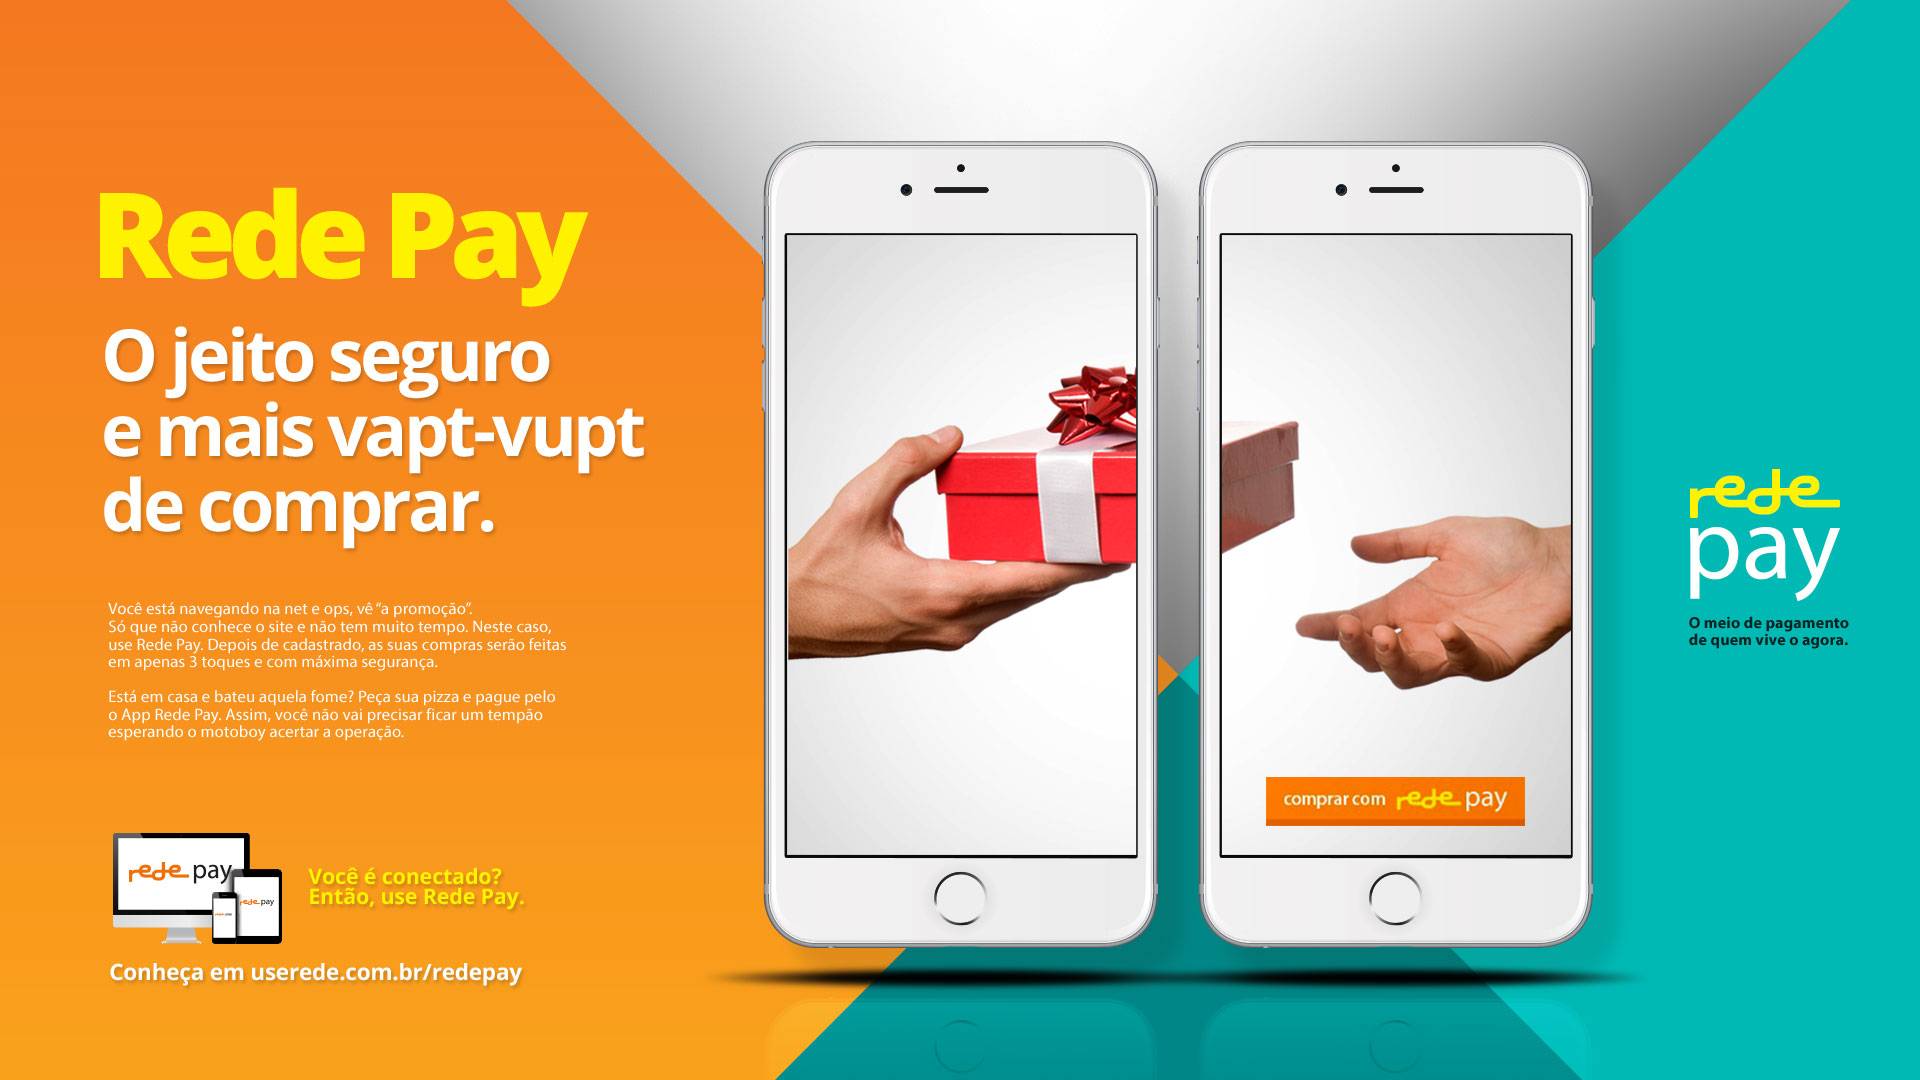 Rede Pay
O jeito seguro
e mais vapt-vupt
de comprar.
Você está navegando na net e ops, vê “a promoção”.
Só que não conhece o site e não tem muito tempo. Neste caso,
use Rede Pay. Depois de cadastrado, as suas compras serão feitas
em apenas 3 toques e com máxima segurança.
Está em casa e bateu aquela fome? Peça sua pizza e pague pelo
o App Rede Pay. Assim, você não vai precisar ficar um tempão
esperando o motoboy acertar a operação.
rede pay
rede pay
Você é conectado?
Então, use Rede Pay.
Conheça em userede.com.br/redepay
comprar com rede pay
rede
pay
O meio de pagamento
de quem vive o agora.